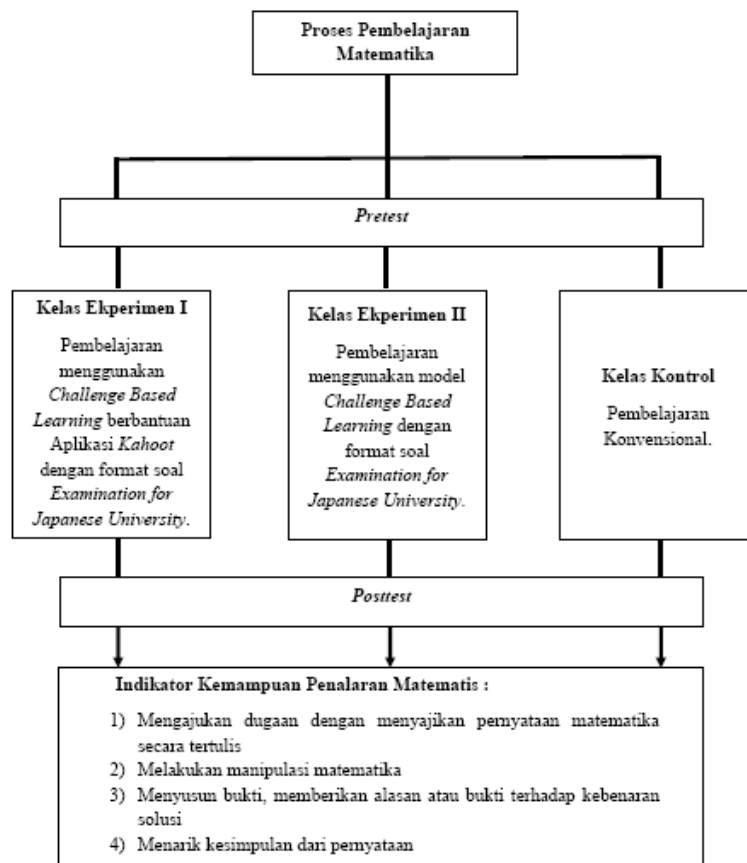 Proses Pembelajaran
Matematika
Pretest
Kelas Ekperimen I
Pembelajaran
menggunakan
Challenge Based
Learning berbantuan
Aplikasi Kahoot
dengan format soal
Examination for
Japanese University.
Kelas Ekperimen II
Pembelajaran
menggunakan model
Challenge Based
Learning dengan
format soal
Examination for
Japanese University.
Kelas Kontrol
Pembelajaran
Konvensional.
Posttest
Indikator Kemampuan Penalaran Matematis :
1) Mengajukan dugaan dengan menyajikan pernyataan matematika
secara tertulis
2) Melakukan manipulasi matematika
3) Menyusun bukti, memberikan alasan atau bukti terhadap kebenaran
solusi
4) Menarik kesimpulan dari pernyataan